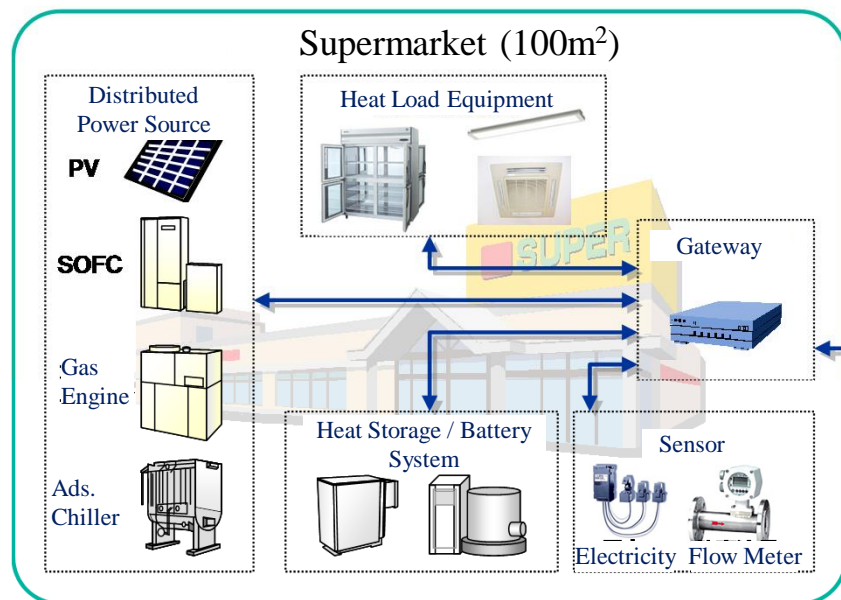 Supermarket (100m²)
Distributed
Power Source
PV
SOFC
Gas
Engine
Ads.
Chiller
Heat Load Equipment
SUPER
Gateway
Heat Storage / Battery
System
Sensor
Electricity Flow Meter